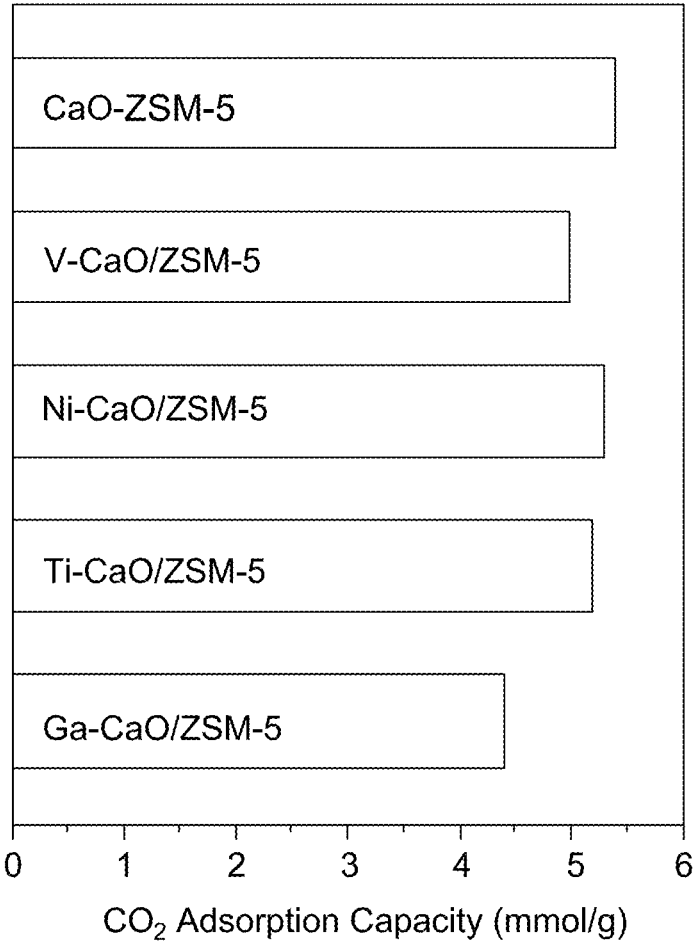 CaO-ZSM-5
V-CaO/ZSM-5
Ni-CaO/ZSM-5
Ti-CaO/ZSM-5
Ga-CaO/ZSM-5
0 1 2 3 4 5 6
CO₂ Adsorption Capacity (mmol/g)